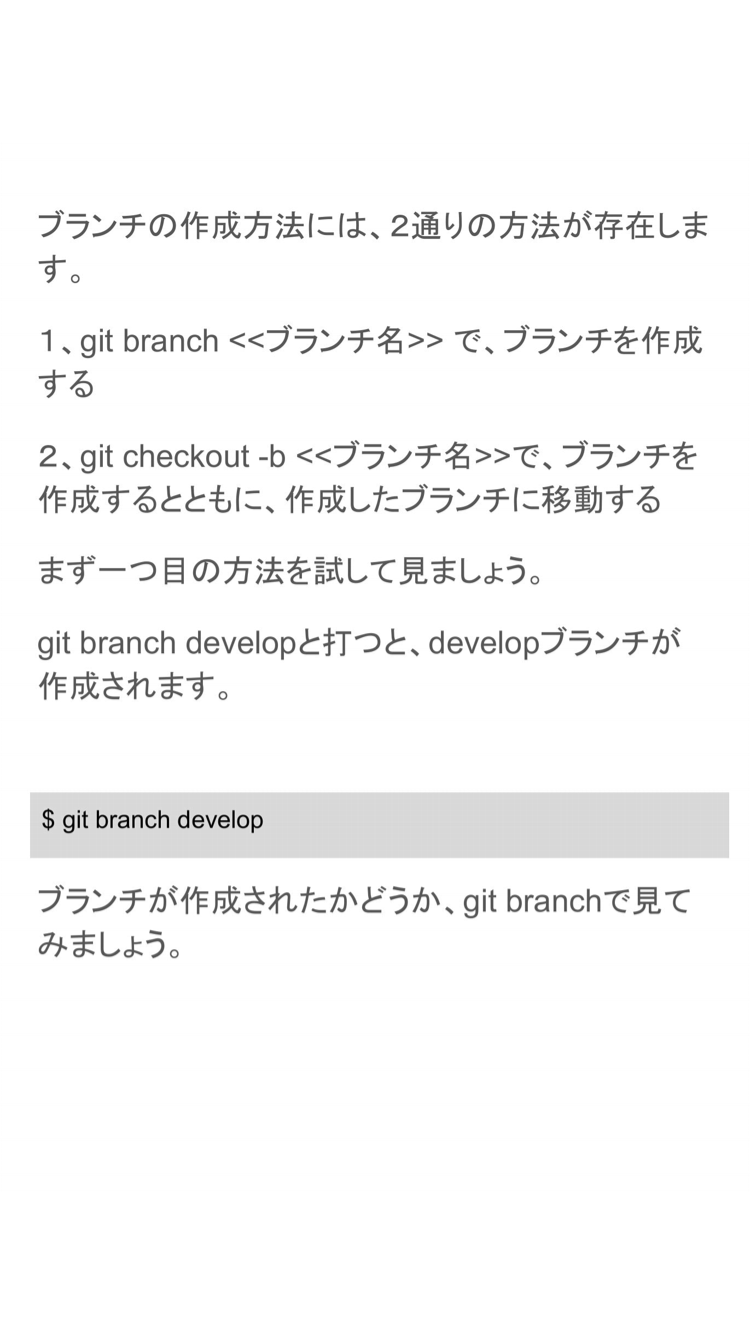 ブランチの作成方法には、２通りの方法が存在しま
す。
１、git branch <<ブランチ名>> で、ブランチを作成
する
２、git checkout -b <<ブランチ名>>で、ブランチを
作成するとともに、作成したブランチに移動する
まず一つ目の方法を試して見ましょう。
git branch developと打つと、developブランチが
作成されます。
$ git branch develop
ブランチが作成されたかどうか、git branchで見て
みましょう。